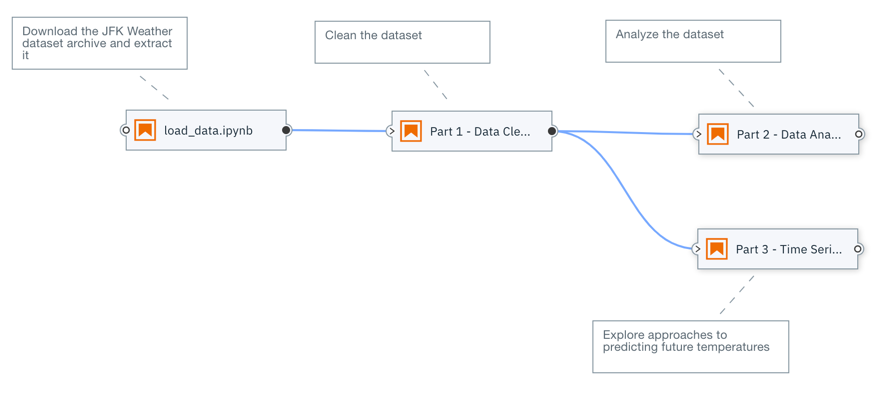 Download the JFK Weather
dataset archive and extract
it
Clean the dataset
Analyze the dataset
load_data.ipynb
Part 1 - Data Cle...
Part 2 - Data Ana...
Part 3 - Time Seri...
Explore approaches to
predicting future temperatures